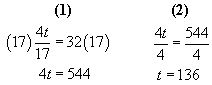 (1) (2)
(17) 4t/17 = 32(17) 4t/4 = 544/4
4t = 544 t = 136